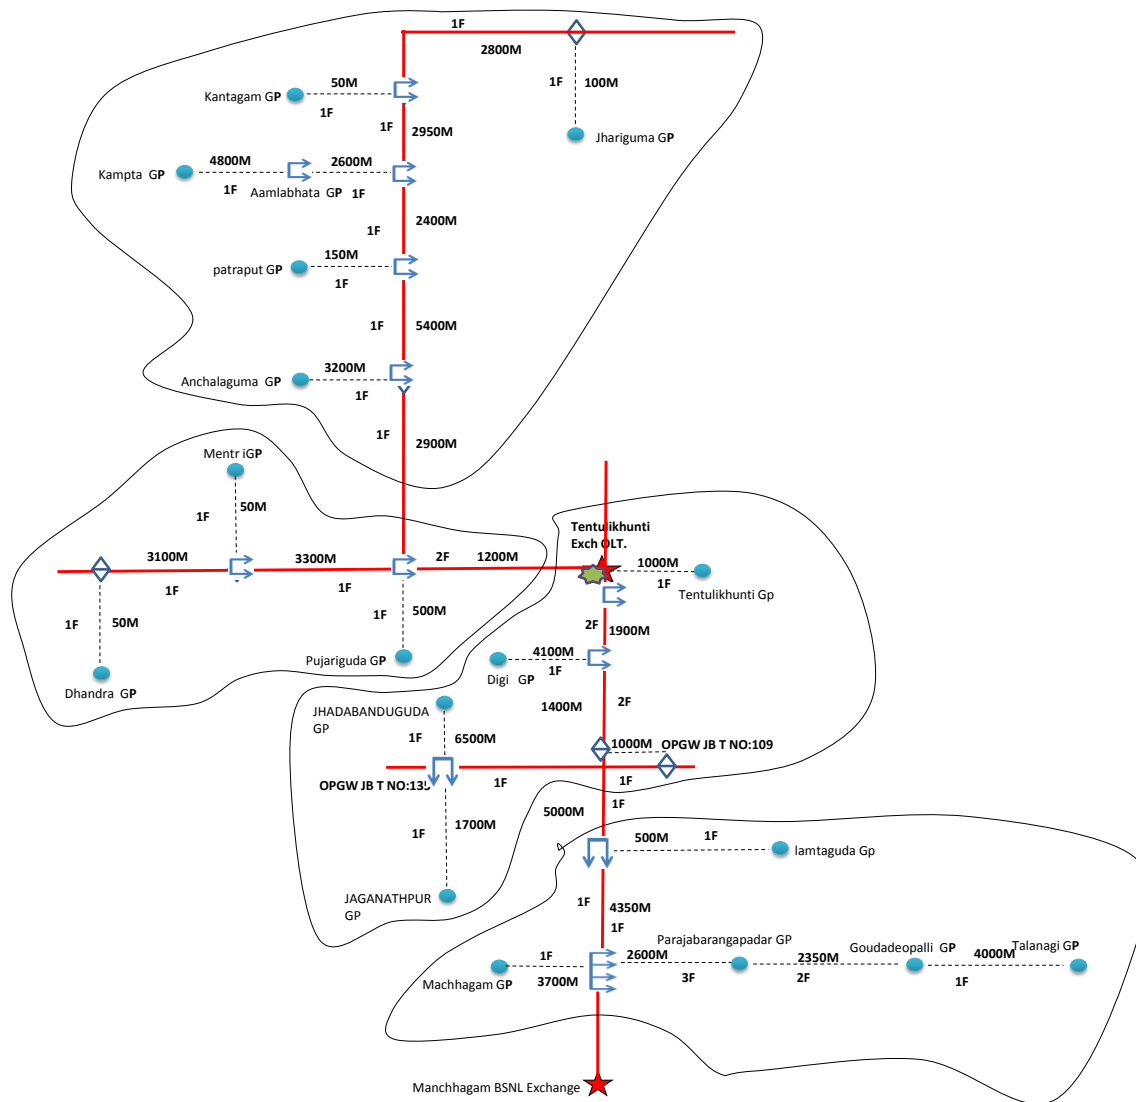 1F
2800M
50M
1F
100M
Kantagam GP
1F
1F
2950M
Jhariguma GP
4800M
2600M
Kampta GP
1F
Aamlabhata GP
1F
2400M
1F
150M
patraput GP
1F
1F
5400M
3200M
Anchalaguma GP
1F
1F
2900M
Mentr iGP
50M
1F
Tentulikhunti
Exch OLT.
3100M
3300M
2F
1200M
1000M
1F
1F
1F
Tentulikhunti Gp
1F
50M
1F
500M
2F
1900M
Pujariguda GP
4100M
1F
Digi GP
Dhandra GP
JHADABANDUGUDA
GP
1400M
2F
1F
6500M
1000M
OPGW JB T NO:109
OPGW JB T NO:135
1F
1F
1F
5000M
1700M
1F
500M
1F
Iamtaguda Gp
JAGANATHPUR
GP
1F
4350M
1F
Parajabarangapadar GP
Goudadeopalli GP
Talanagi GP
1F
2600M
2350M
4000M
Machhagam GP
3700M
3F
2F
1F
Manchhagam BSNL Exchange